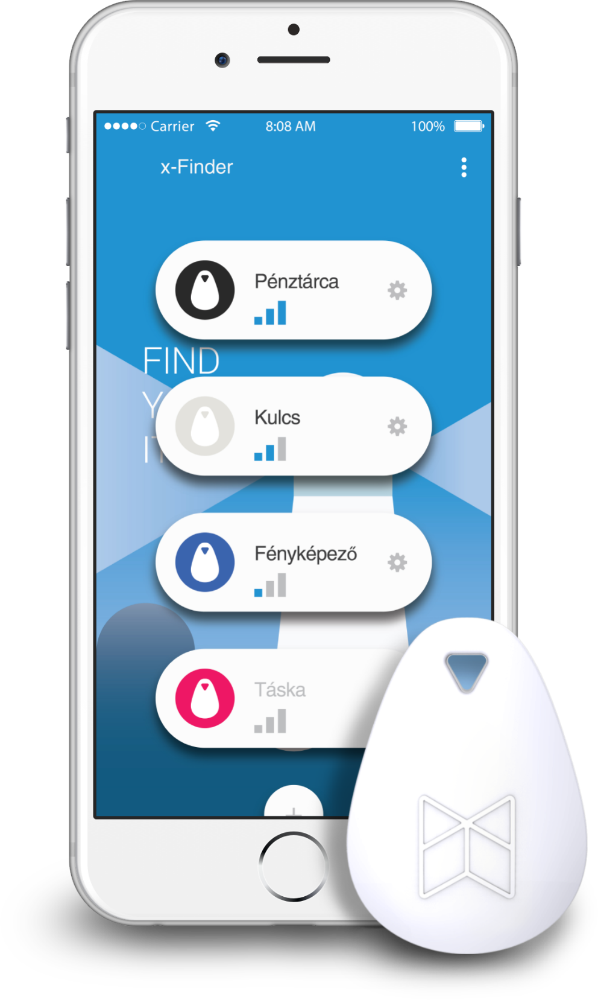 Carrier 8:08 AM 100%
x-Finder
Pénztárca
FIND
Kulcs
Fényképező
Táska
+